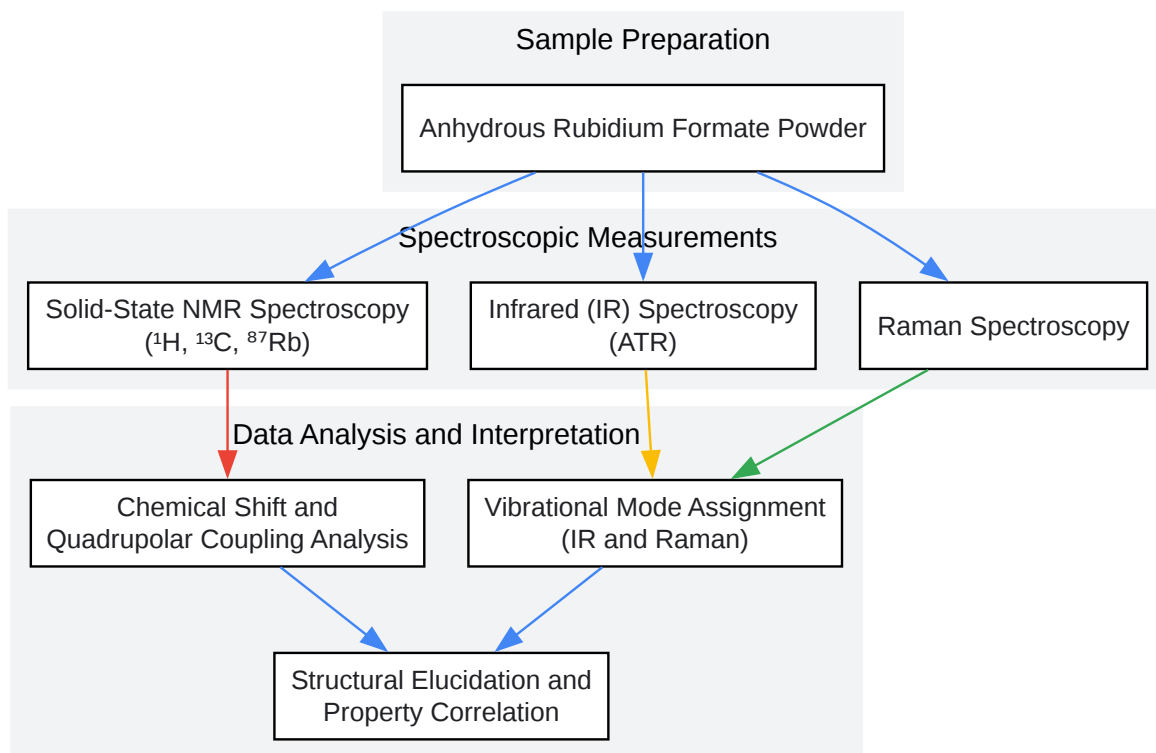 Sample Preparation
Anhydrous Rubidium Formate Powder
Spectroscopic Measurements
Solid-State NMR Spectroscopy
(¹H, ¹³C, ⁸⁷Rb)
Infrared (IR) Spectroscopy
(ATR)
Raman Spectroscopy
Data Analysis and Interpretation
Chemical Shift and
Quadrupolar Coupling Analysis
Vibrational Mode Assignment
(IR and Raman)
Structural Elucidation and
Property Correlation